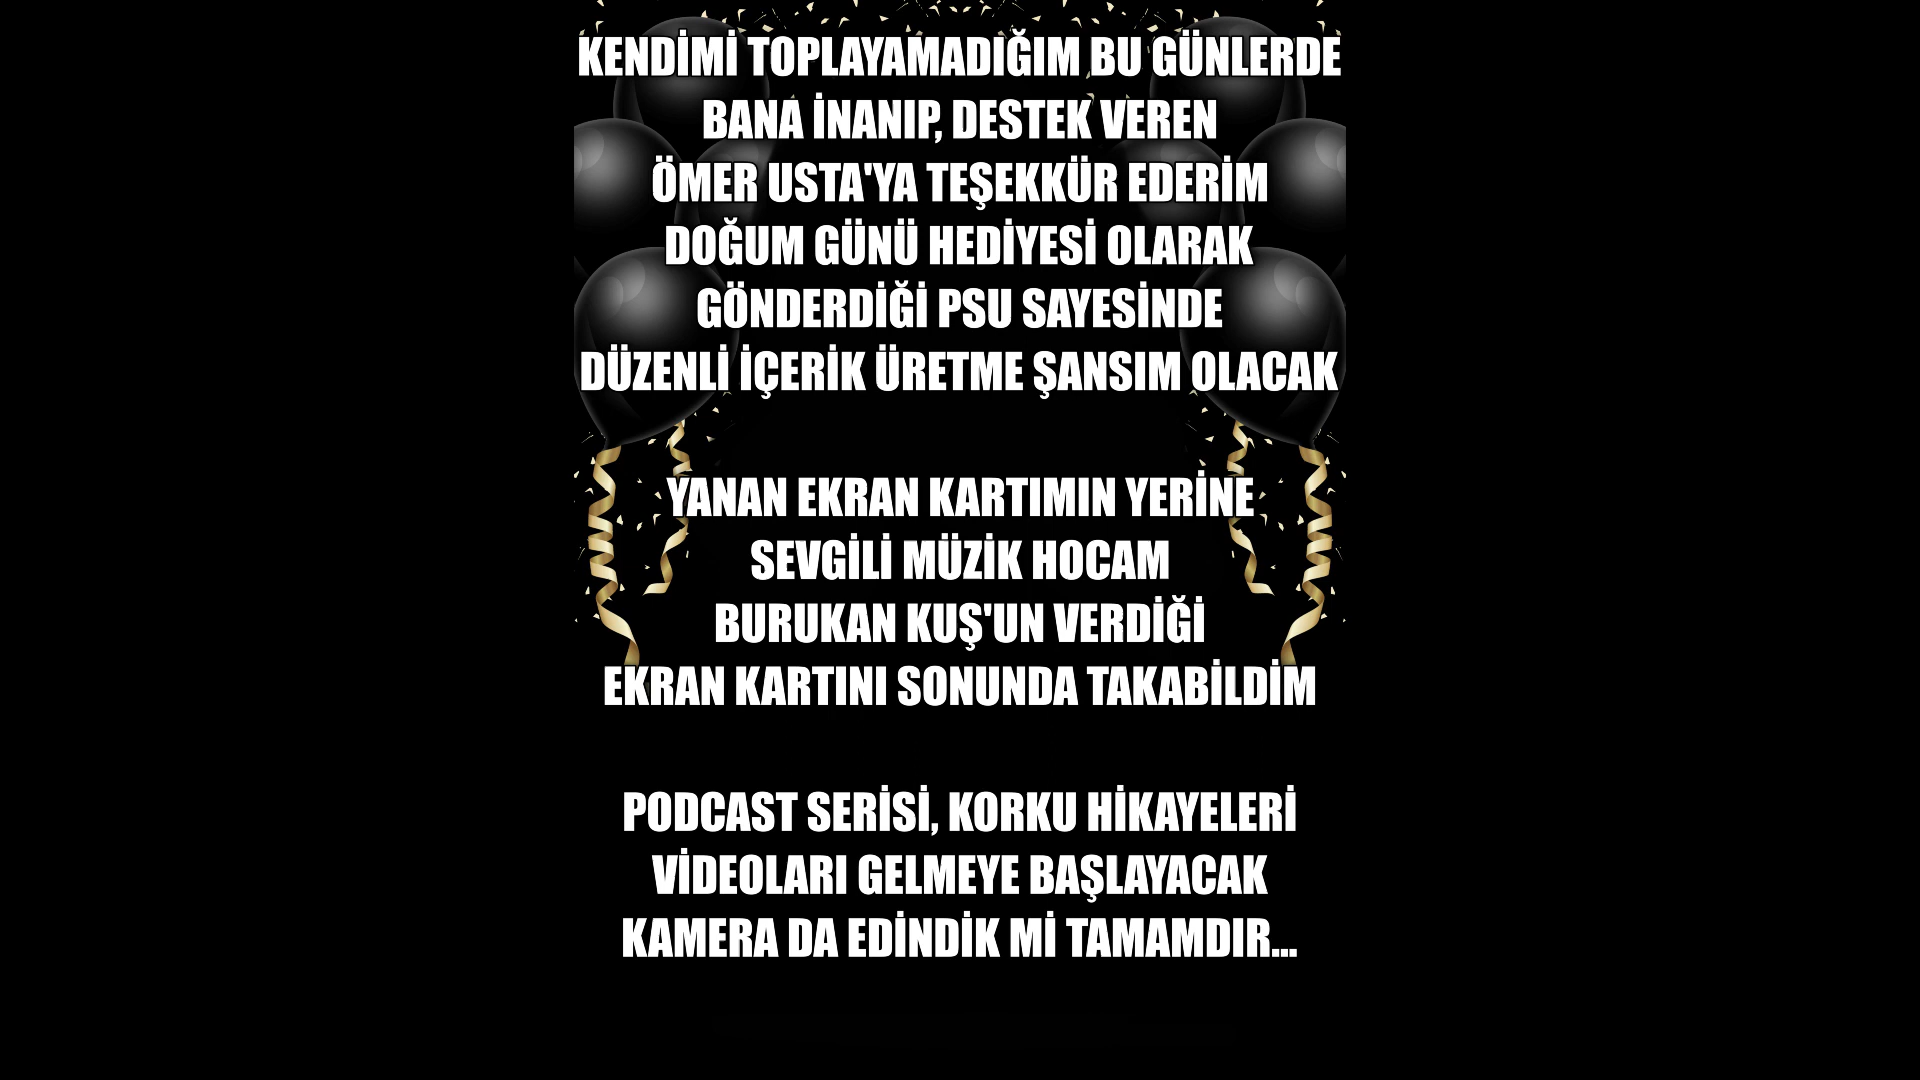 KENDİMİ TOPLAYAMADIĞIM BU GÜNLERDE
BANA İNANIP, DESTEK VEREN
ÖMER USTA'YA TEŞEKKÜR EDERİM
DOĞUM GÜNÜ HEDİYESİ OLARAK
GÖNDERDİĞİ PSU SAYESİNDE
DÜZENLİ İÇERİK ÜRETME ŞANSIM OLACAK
YANAN EKRAN KARTIMIN YERİNE
SEVGİLİ MÜZİK HOCAM
BURUKAN KUŞ'UN VERDİĞİ
EKRAN KARTINI SONUNDA TAKABİLDİM
PODCAST SERİSİ, KORKU HİKAYELERİ
VİDEOLARI GELMEYE BAŞLAYACAK
KAMERA DA EDİNDİK Mİ TAMAMDIR...